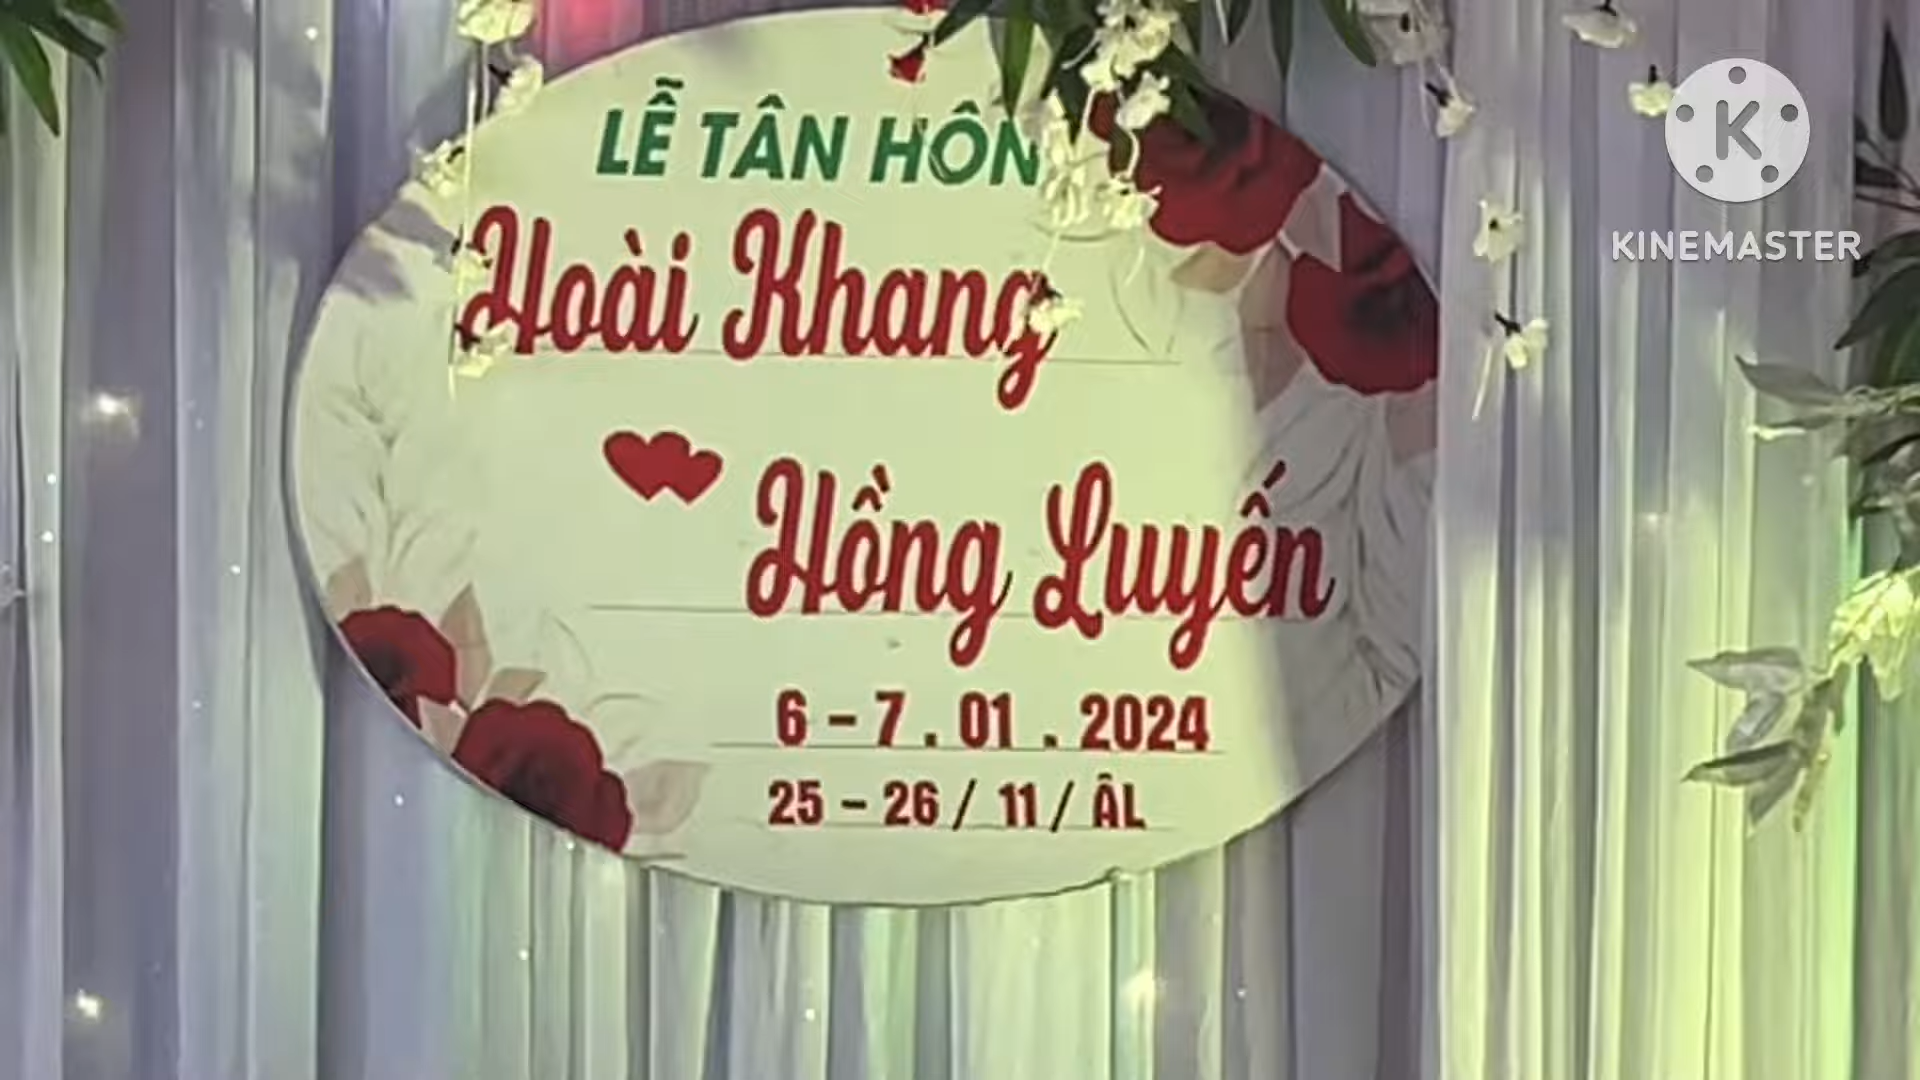 LỄ TÂN HÔN
Hoài Khang
Hồng Luyến
6 - 7 . 01 . 2024
25 - 26 / 11 / ÂL
K
KINEMASTER